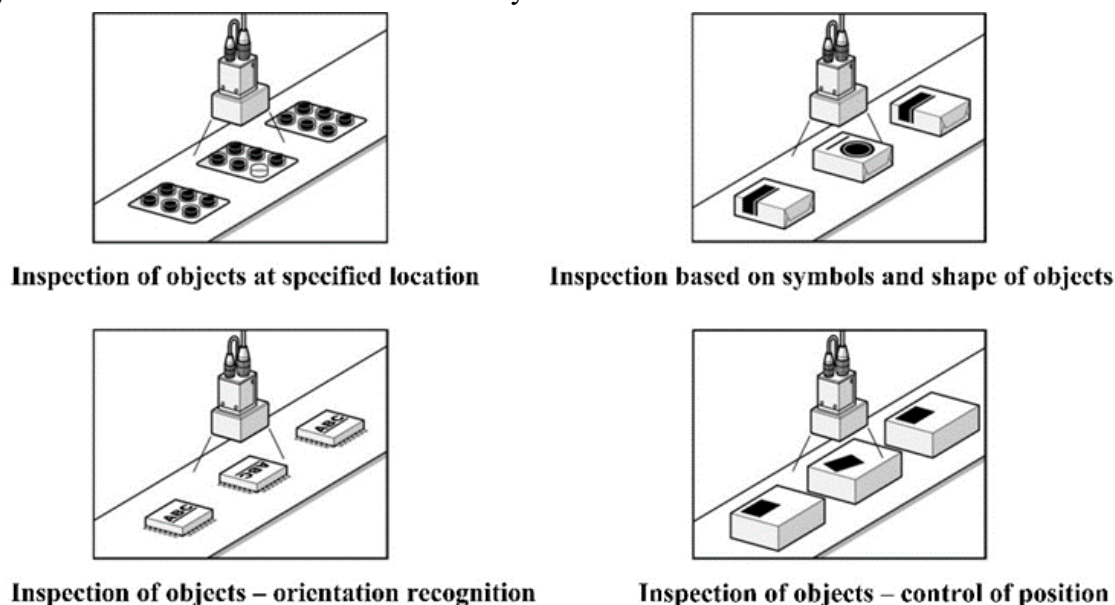 Inspection of objects at specified location
Inspection based on symbols and shape of objects
ABC
ABC
ABC
Inspection of objects – orientation recognition
Inspection of objects – control of position